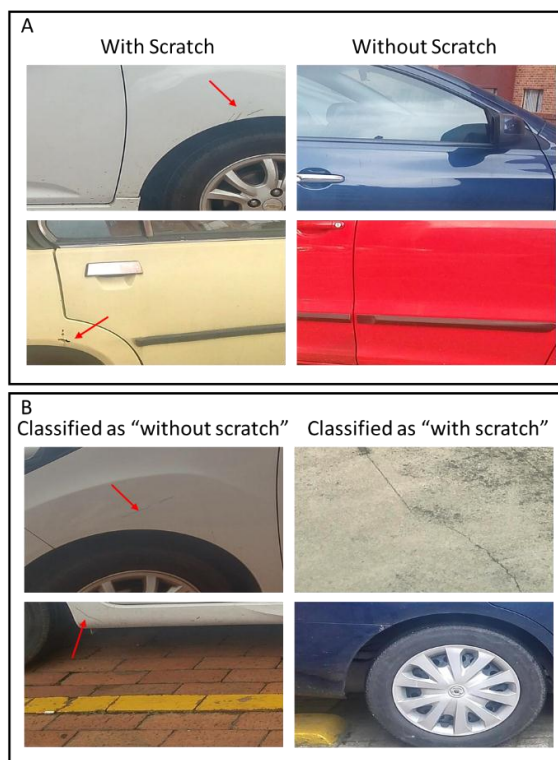 A
With Scratch
Without Scratch
B
Classified as “without scratch”
Classified as “with scratch”